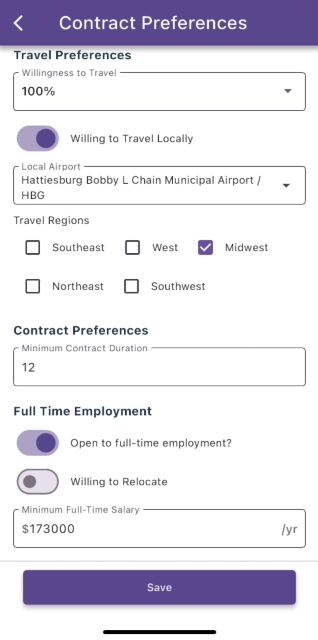 Contract Preferences
Travel Preferences
Willingness to Travel
100%
Willing to Travel Locally
Local Airport
Hattiesburg Bobby L Chain Municipal Airport /
HBG
Travel Regions
Southeast West Midwest
Northeast Southwest
Contract Preferences
Minimum Contract Duration
12
Full Time Employment
Open to full-time employment?
Willing to Relocate
Minimum Full-Time Salary
$173000 /yr
Save